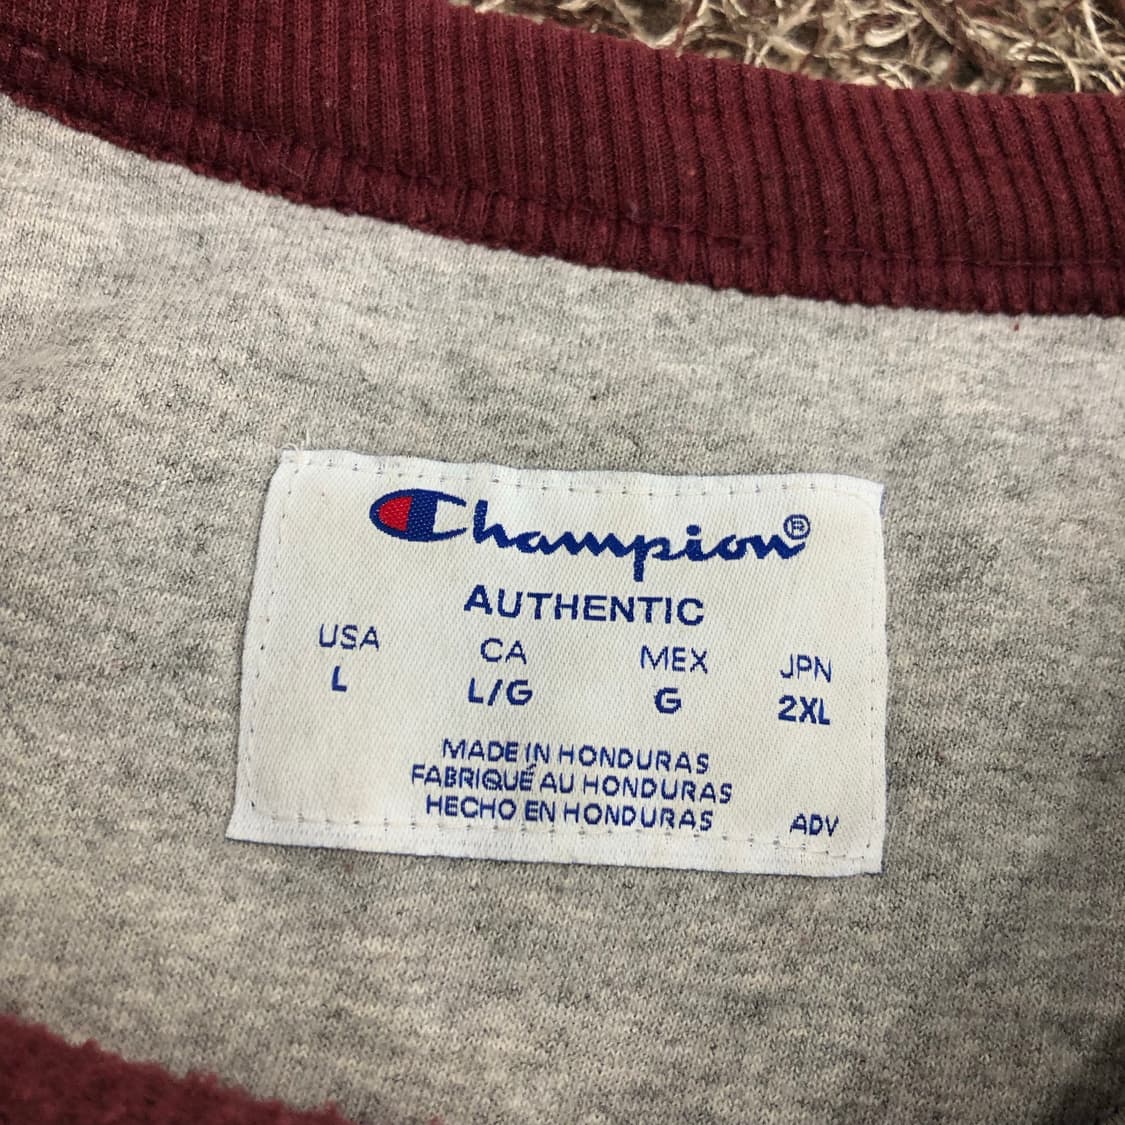 Champion®
AUTHENTIC
USA CA MEX JPN
L L/G G 2XL
MADE IN HONDURAS
FABRIQUÉ AU HONDURAS
HECHO EN HONDURAS
ADV